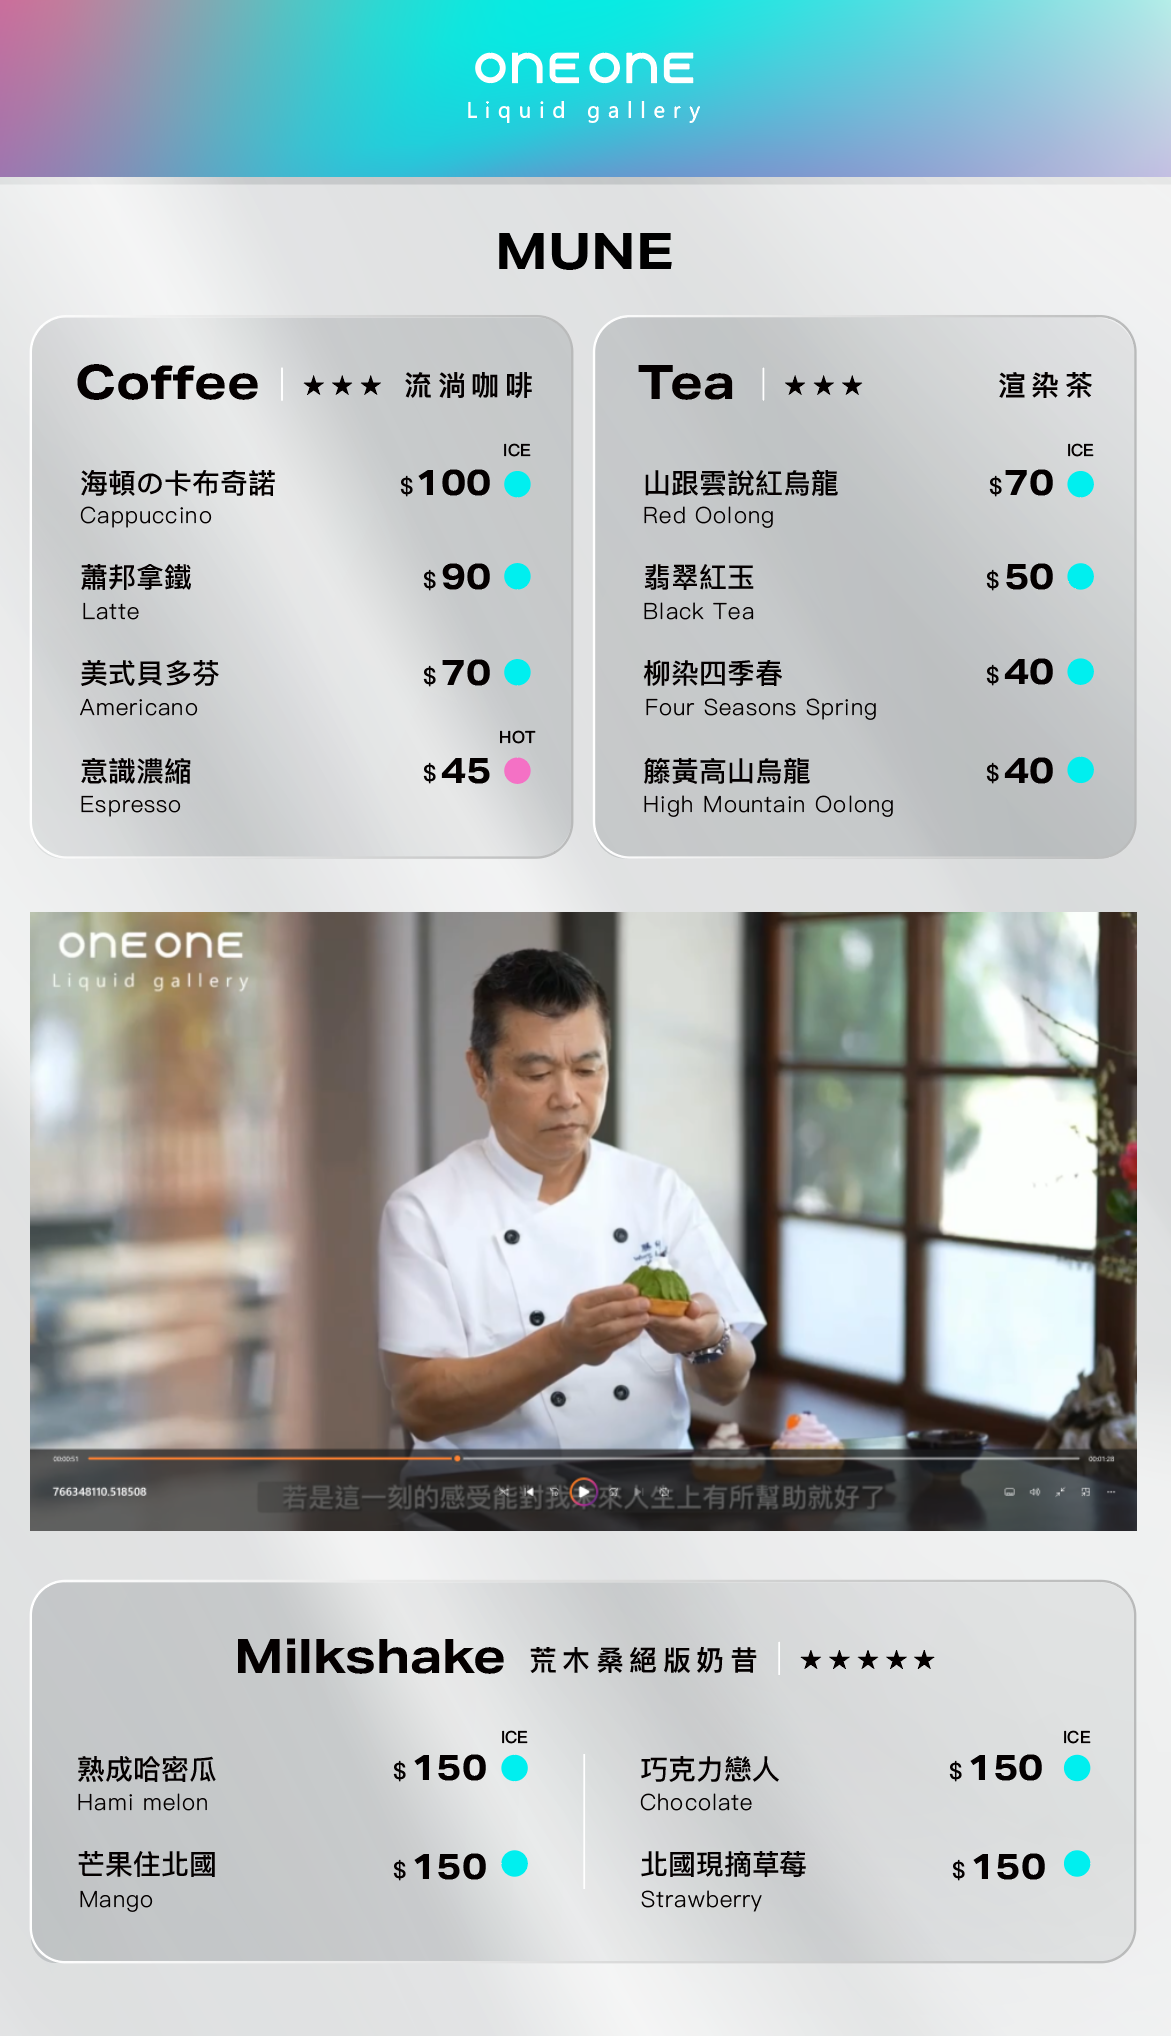 oneone
Liquid gallery
MUNE
Coffee ★★★ 流淌咖啡
ICE
海頓の卡布奇諾 $100
Cappuccino
蕭邦拿鐵 $90
Latte
美式貝多芬 $70
Americano
HOT
意識濃縮 $45
Espresso
Tea ★★★ 渲染茶
ICE
山跟雲說紅烏龍 $70
Red Oolong
翡翠紅玉 $50
Black Tea
柳染四季春 $40
Four Seasons Spring
籐黃高山烏龍 $40
High Mountain Oolong
oneone
Liquid gallery
00:00:51
00:01:28
766348110.518508
若是這一刻的感受能對我未來人生上有所幫助就好了
Milkshake 荒木桑絕版奶昔 ★★★★★
ICE
熟成哈密瓜 $150
Hami melon
芒果住北國 $150
Mango
ICE
巧克力戀人 $150
Chocolate
北國現摘草莓 $150
Strawberry